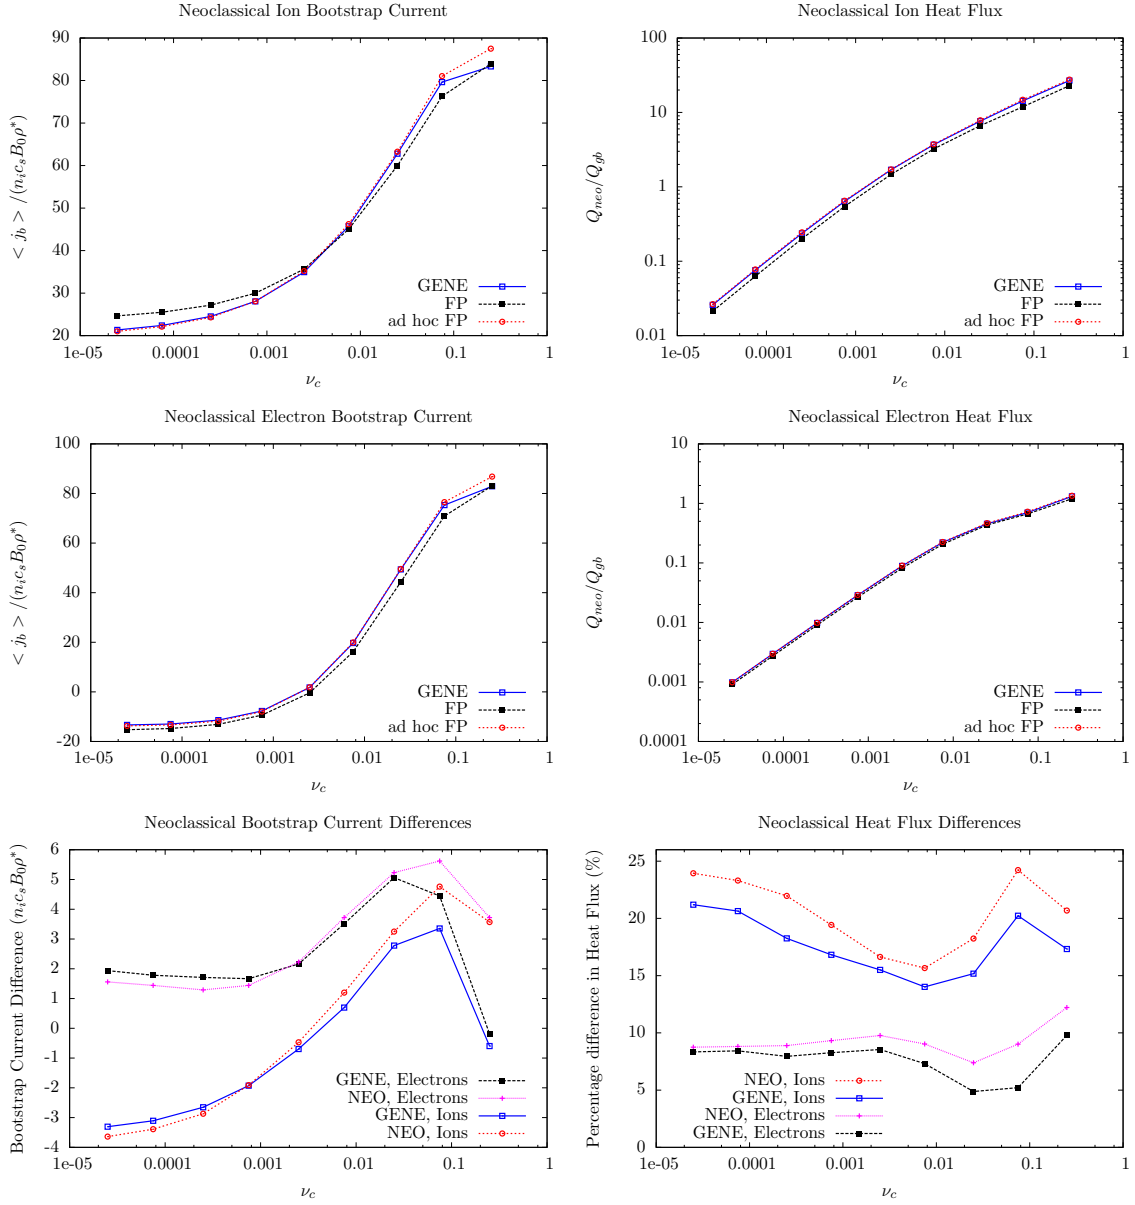 Neoclassical Ion Bootstrap Current
90
80
70
60
50
40
30
20
1e-05
0.0001
0.001
0.01
0.1
1
< j_b > /(n_i c_s B_0 ρ*)
ν_c
GENE
FP
ad hoc FP
Neoclassical Ion Heat Flux
100
10
1
0.1
0.01
1e-05
0.0001
0.001
0.01
0.1
1
Q_neo/Q_gb
ν_c
GENE
FP
ad hoc FP
Neoclassical Electron Bootstrap Current
100
80
60
40
20
0
-20
1e-05
0.0001
0.001
0.01
0.1
1
< j_b > /(n_i c_s B_0 ρ*)
ν_c
GENE
FP
ad hoc FP
Neoclassical Electron Heat Flux
10
1
0.1
0.01
0.001
0.0001
1e-05
0.0001
0.001
0.01
0.1
1
Q_neo/Q_gb
ν_c
GENE
FP
ad hoc FP
Neoclassical Bootstrap Current Differences
6
5
4
3
2
1
0
-1
-2
-3
-4
1e-05
0.0001
0.001
0.01
0.1
1
Bootstrap Current Difference (n_i c_s B_0 ρ*)
ν_c
GENE, Electrons
NEO, Electrons
GENE, Ions
NEO, Ions
Neoclassical Heat Flux Differences
25
20
15
10
5
0
1e-05
0.0001
0.001
0.01
0.1
1
Percentage difference in Heat Flux (%)
ν_c
NEO, Ions
GENE, Ions
NEO, Electrons
GENE, Electrons